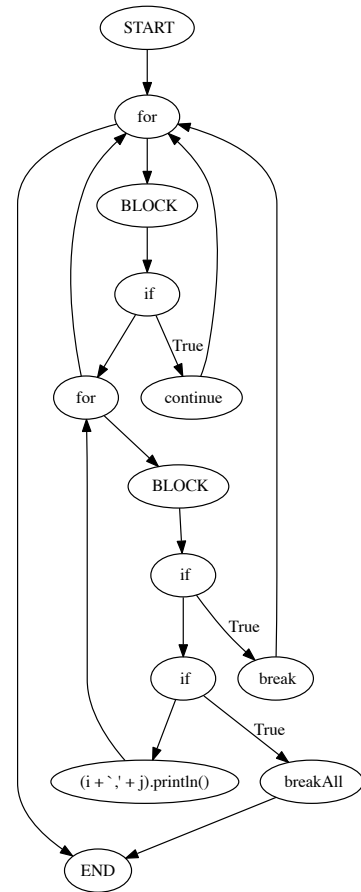 START
for
BLOCK
if
True
for
continue
BLOCK
if
True
if
break
True
(i + `,' + j).println()
breakAll
END